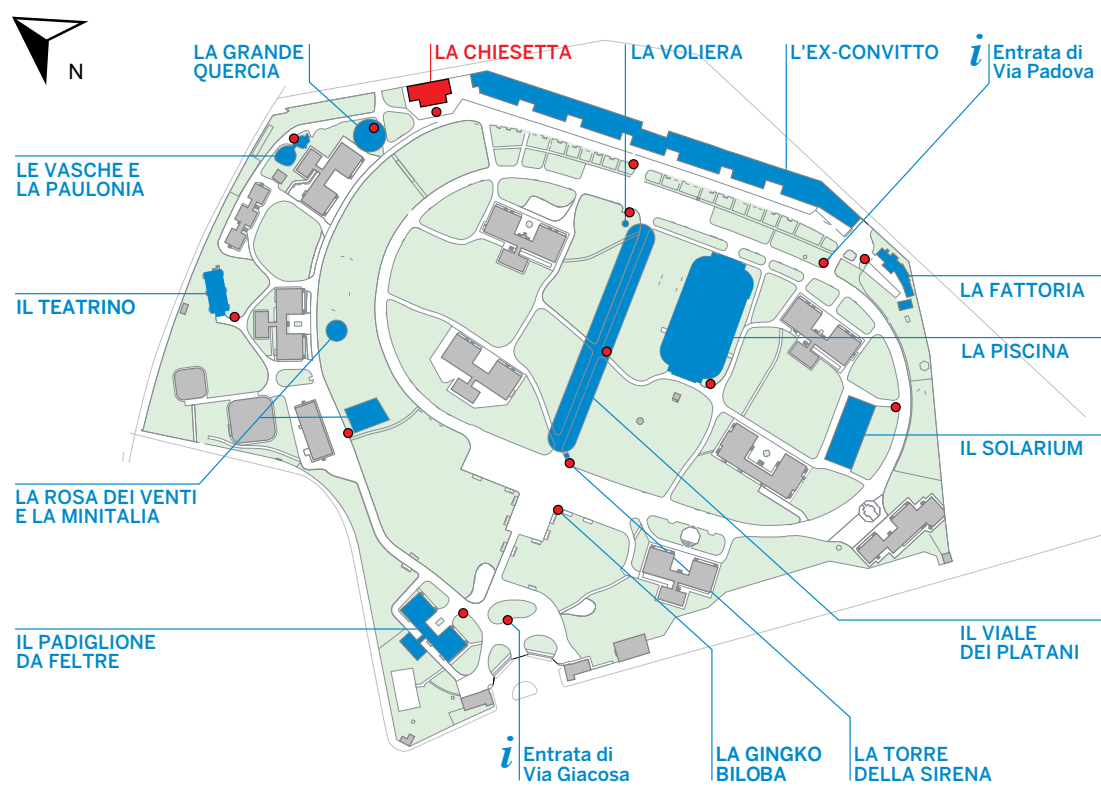 N
LA GRANDE
QUERCIA
LA CHIESETTA
LA VOLIERA
L'EX-CONVITTO
i Entrata di
Via Padova
LE VASCHE E
LA PAULONIA
IL TEATRINO
LA FATTORIA
LA PISCINA
IL SOLARIUM
LA ROSA DEI VENTI
E LA MINITALIA
IL PADIGLIONE
DA FELTRE
IL VIALE
DEI PLATANI
i Entrata di
Via Giacosa
LA GINGKO
BILOBA
LA TORRE
DELLA SIRENA